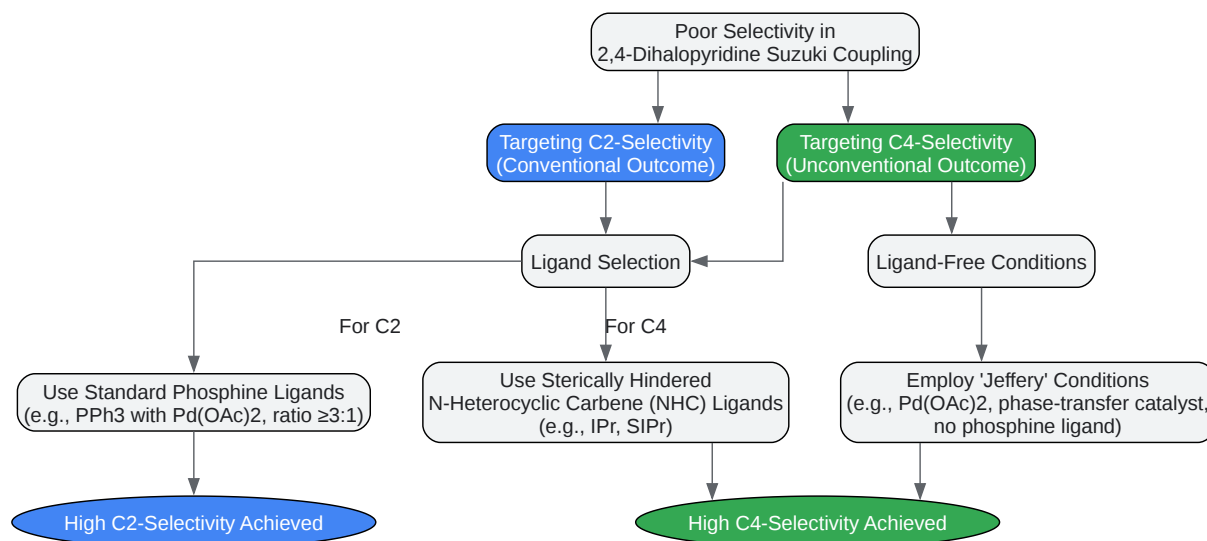 Poor Selectivity in
2,4-Dihalopyridine Suzuki Coupling
Targeting C2-Selectivity
(Conventional Outcome)
Targeting C4-Selectivity
(Unconventional Outcome)
Ligand Selection
Ligand-Free Conditions
For C2
For C4
Use Standard Phosphine Ligands
(e.g., PPh3 with Pd(OAc)2, ratio ≥3:1)
Use Sterically Hindered
N-Heterocyclic Carbene (NHC) Ligands
(e.g., IPr, SIPr)
Employ 'Jeffery' Conditions
(e.g., Pd(OAc)2, phase-transfer catalyst,
no phosphine ligand)
High C2-Selectivity Achieved
High C4-Selectivity Achieved